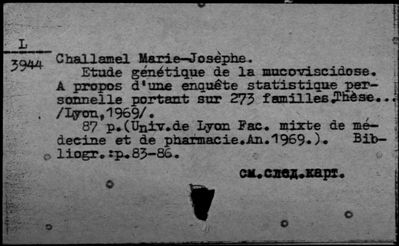 L
3944
Challamel Marie-Josèphe.
Etude génétique de la mucoviscidose.
A propos d'une enquête statistique per-
sonnelle portant sur 273 familles.Thèse...
/Lyon,1969/.
87 p.(Univ.de Lyon Fac. mixte de mé-
decine et de pharmacie.An.1969.). Bib-
liogr.:p.83-86.
см.след.карт.